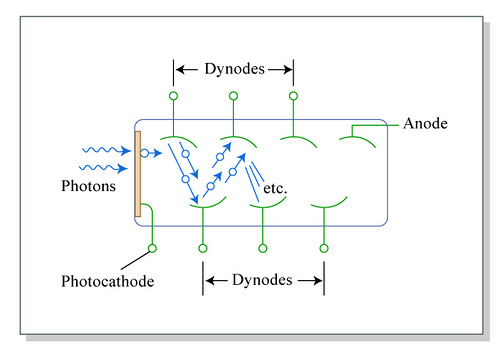 Dynodes
Anode
Photons
etc.
Photocathode
Dynodes